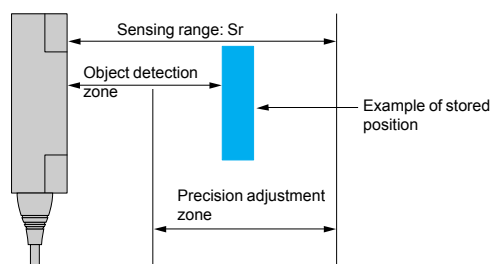 Sensing range: Sr
Object detection
zone
Example of stored
position
Precision adjustment
zone